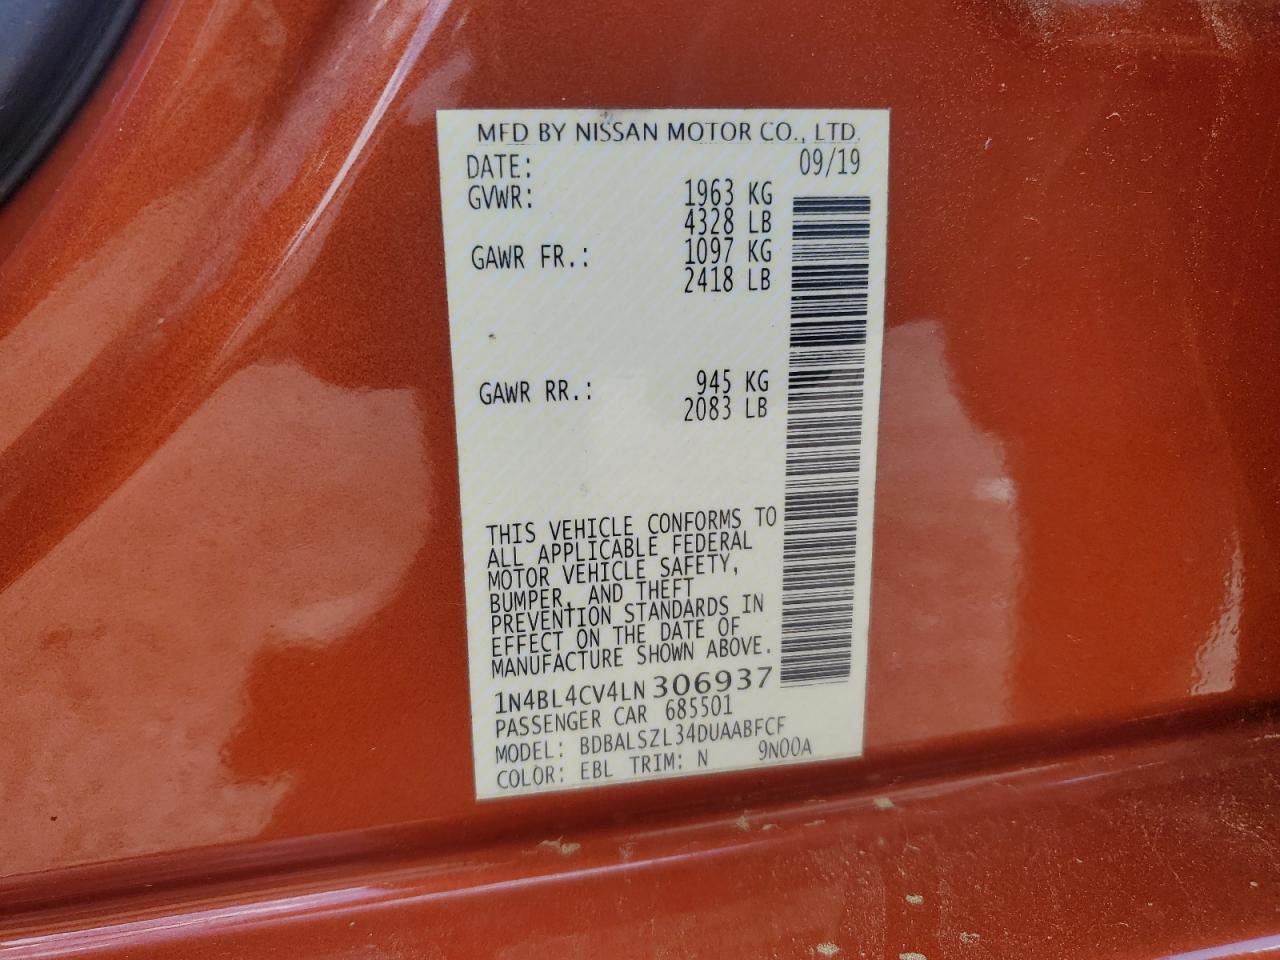 MFD BY NISSAN MOTOR CO., LTD.
DATE: 09/19
GVWR: 1963 KG
4328 LB
GAWR FR.: 1097 KG
2418 LB
GAWR RR.: 945 KG
2083 LB
THIS VEHICLE CONFORMS TO
ALL APPLICABLE FEDERAL
MOTOR VEHICLE SAFETY,
BUMPER, AND THEFT
PREVENTION STANDARDS IN
EFFECT ON THE DATE OF
MANUFACTURE SHOWN ABOVE.
1N4BL4CV4LN306937
PASSENGER CAR 685501
MODEL: BDBALSZL34DUAABFCF
COLOR: EBL TRIM: N 9N00A